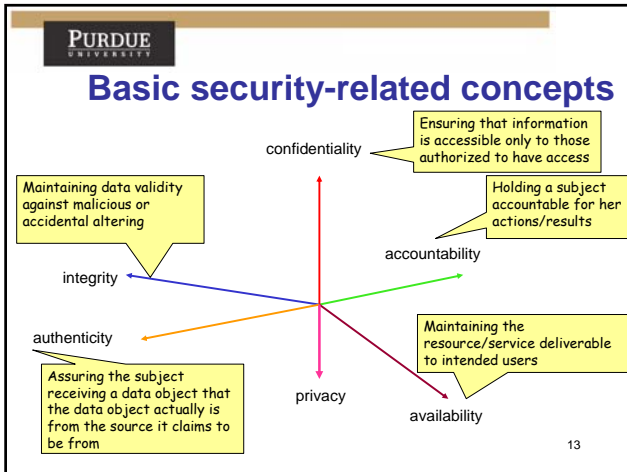 PURDUE
UNIVERSITY
Basic security-related concepts
confidentiality
Ensuring that information
is accessible only to those
authorized to have access
Maintaining data validity
against malicious or
accidental altering
Holding a subject
accountable for her
actions/results
accountability
integrity
authenticity
Maintaining the
resource/service deliverable
to intended users
Assuring the subject
receiving a data object that
the data object actually is
from the source it claims to
be from
privacy
availability
13